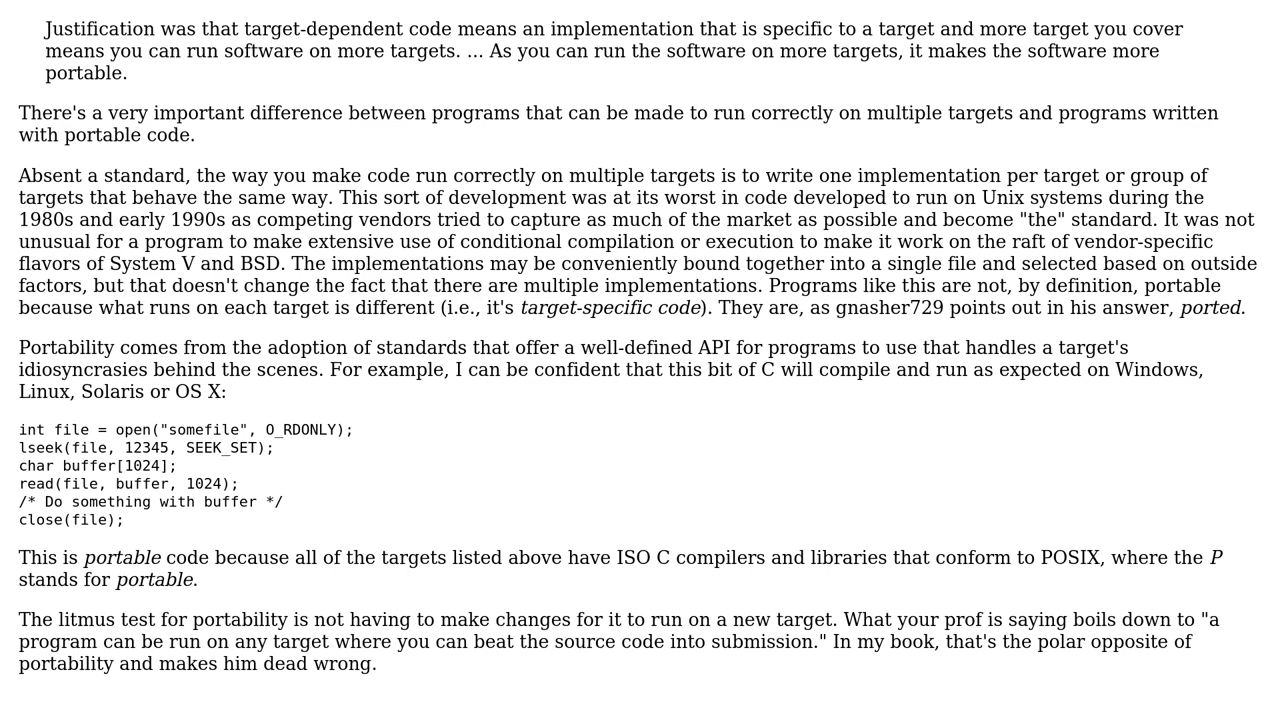 Justification was that target-dependent code means an implementation that is specific to a target and more target you cover
means you can run software on more targets. ... As you can run the software on more targets, it makes the software more
portable.
There's a very important difference between programs that can be made to run correctly on multiple targets and programs written
with portable code.
Absent a standard, the way you make code run correctly on multiple targets is to write one implementation per target or group of
targets that behave the same way. This sort of development was at its worst in code developed to run on Unix systems during the
1980s and early 1990s as competing vendors tried to capture as much of the market as possible and become "the" standard. It was not
unusual for a program to make extensive use of conditional compilation or execution to make it work on the raft of vendor-specific
flavors of System V and BSD. The implementations may be conveniently bound together into a single file and selected based on outside
factors, but that doesn't change the fact that there are multiple implementations. Programs like this are not, by definition, portable
because what runs on each target is different (i.e., it's target-specific code). They are, as gnasher729 points out in his answer, ported.
Portability comes from the adoption of standards that offer a well-defined API for programs to use that handles a target's
idiosyncrasies behind the scenes. For example, I can be confident that this bit of C will compile and run as expected on Windows,
Linux, Solaris or OS X:
int file = open("somefile", O_RDONLY);
lseek(file, 12345, SEEK_SET);
char buffer[1024];
read(file, buffer, 1024);
/* Do something with buffer */
close(file);
This is portable code because all of the targets listed above have ISO C compilers and libraries that conform to POSIX, where the P
stands for portable.
The litmus test for portability is not having to make changes for it to run on a new target. What your prof is saying boils down to "a
program can be run on any target where you can beat the source code into submission." In my book, that's the polar opposite of
portability and makes him dead wrong.